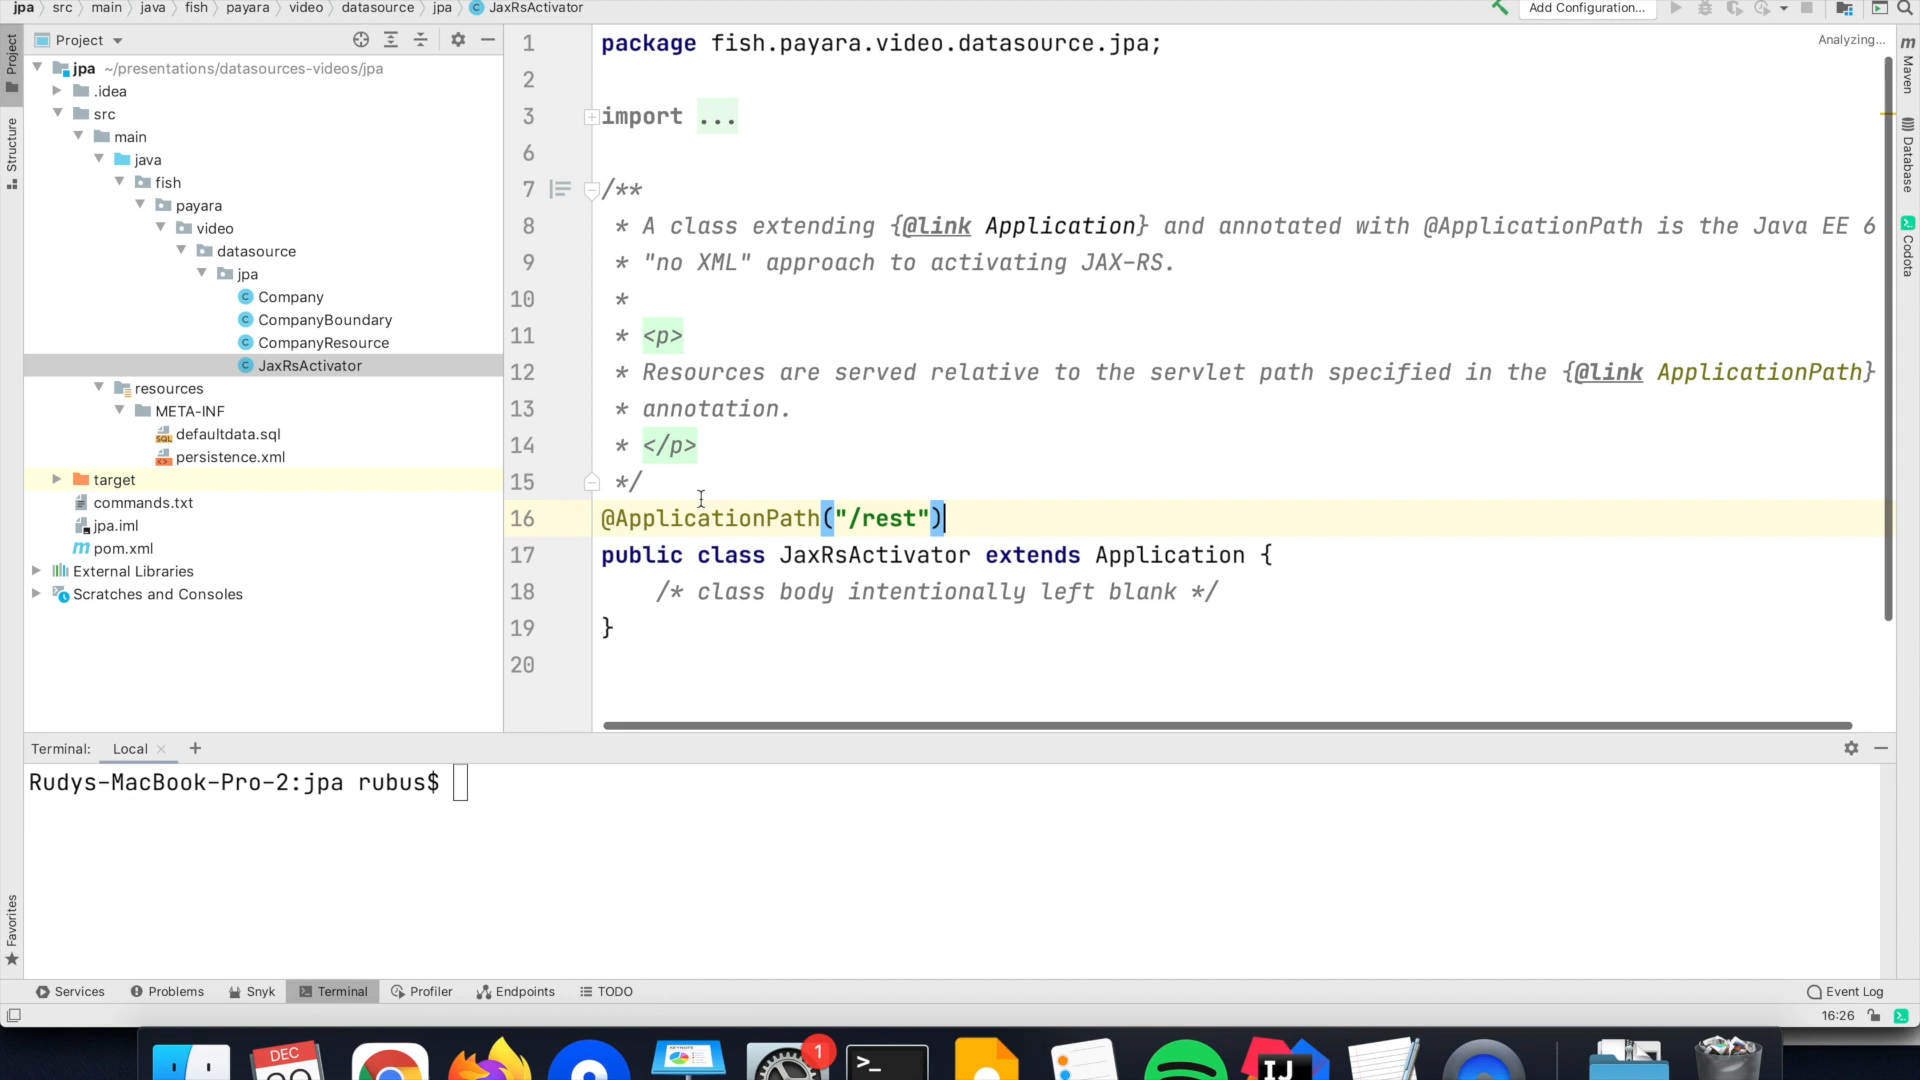 jpa src main java fish payara video datasource jpa JaxRsActivator
Add Configuration...
Project
Project
Structure
Favorites
jpa ~/presentations/datasources-videos/jpa
.idea
src
main
java
fish
payara
video
datasource
jpa
Company
CompanyBoundary
CompanyResource
JaxRsActivator
resources
META-INF
defaultdata.sql
persistence.xml
target
commands.txt
jpa.iml
pom.xml
External Libraries
Scratches and Consoles
Analyzing...
1 package fish.payara.video.datasource.jpa;
2
3 import ...
6
7 /**
8 * A class extending {@link Application} and annotated with @ApplicationPath is the Java EE 6
9 * "no XML" approach to activating JAX-RS.
10 *
11 * <p>
12 * Resources are served relative to the servlet path specified in the {@link ApplicationPath}
13 * annotation.
14 * </p>
15 */
16 @ApplicationPath("/rest")
17 public class JaxRsActivator extends Application {
18 /* class body intentionally left blank */
19 }
20
Maven
Database
Codota
Terminal: Local +
Rudys-MacBook-Pro-2:jpa rubus$
Services Problems Snyk Terminal Profiler Endpoints TODO Event Log
16:26
DEC
1
>_
IJ